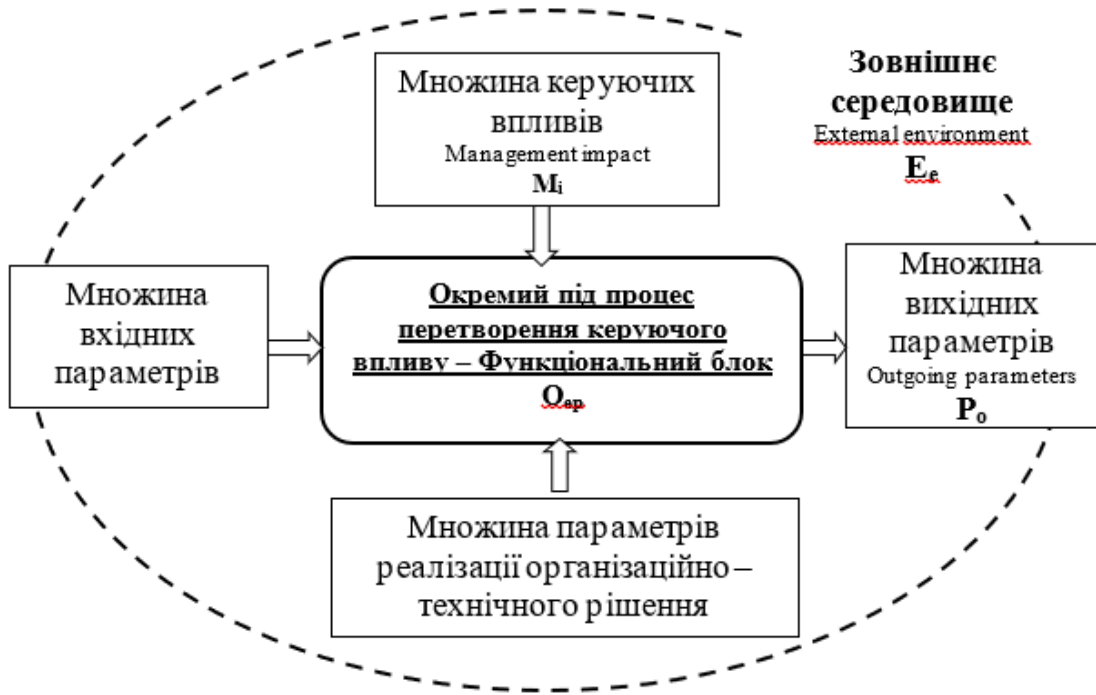 Множина керуючих
впливів
Management impact
Mᵢ
Зовнішнє
середовище
External environment
Eₑ
Множина
вхідних
параметрів
Окремий під процес
перетворення керуючого
впливу – Функціональний блок
Oₑₚ
Множина
вихідних
параметрів
Outgoing parameters
Pₒ
Множина параметрів
реалізації організаційно –
технічного рішення